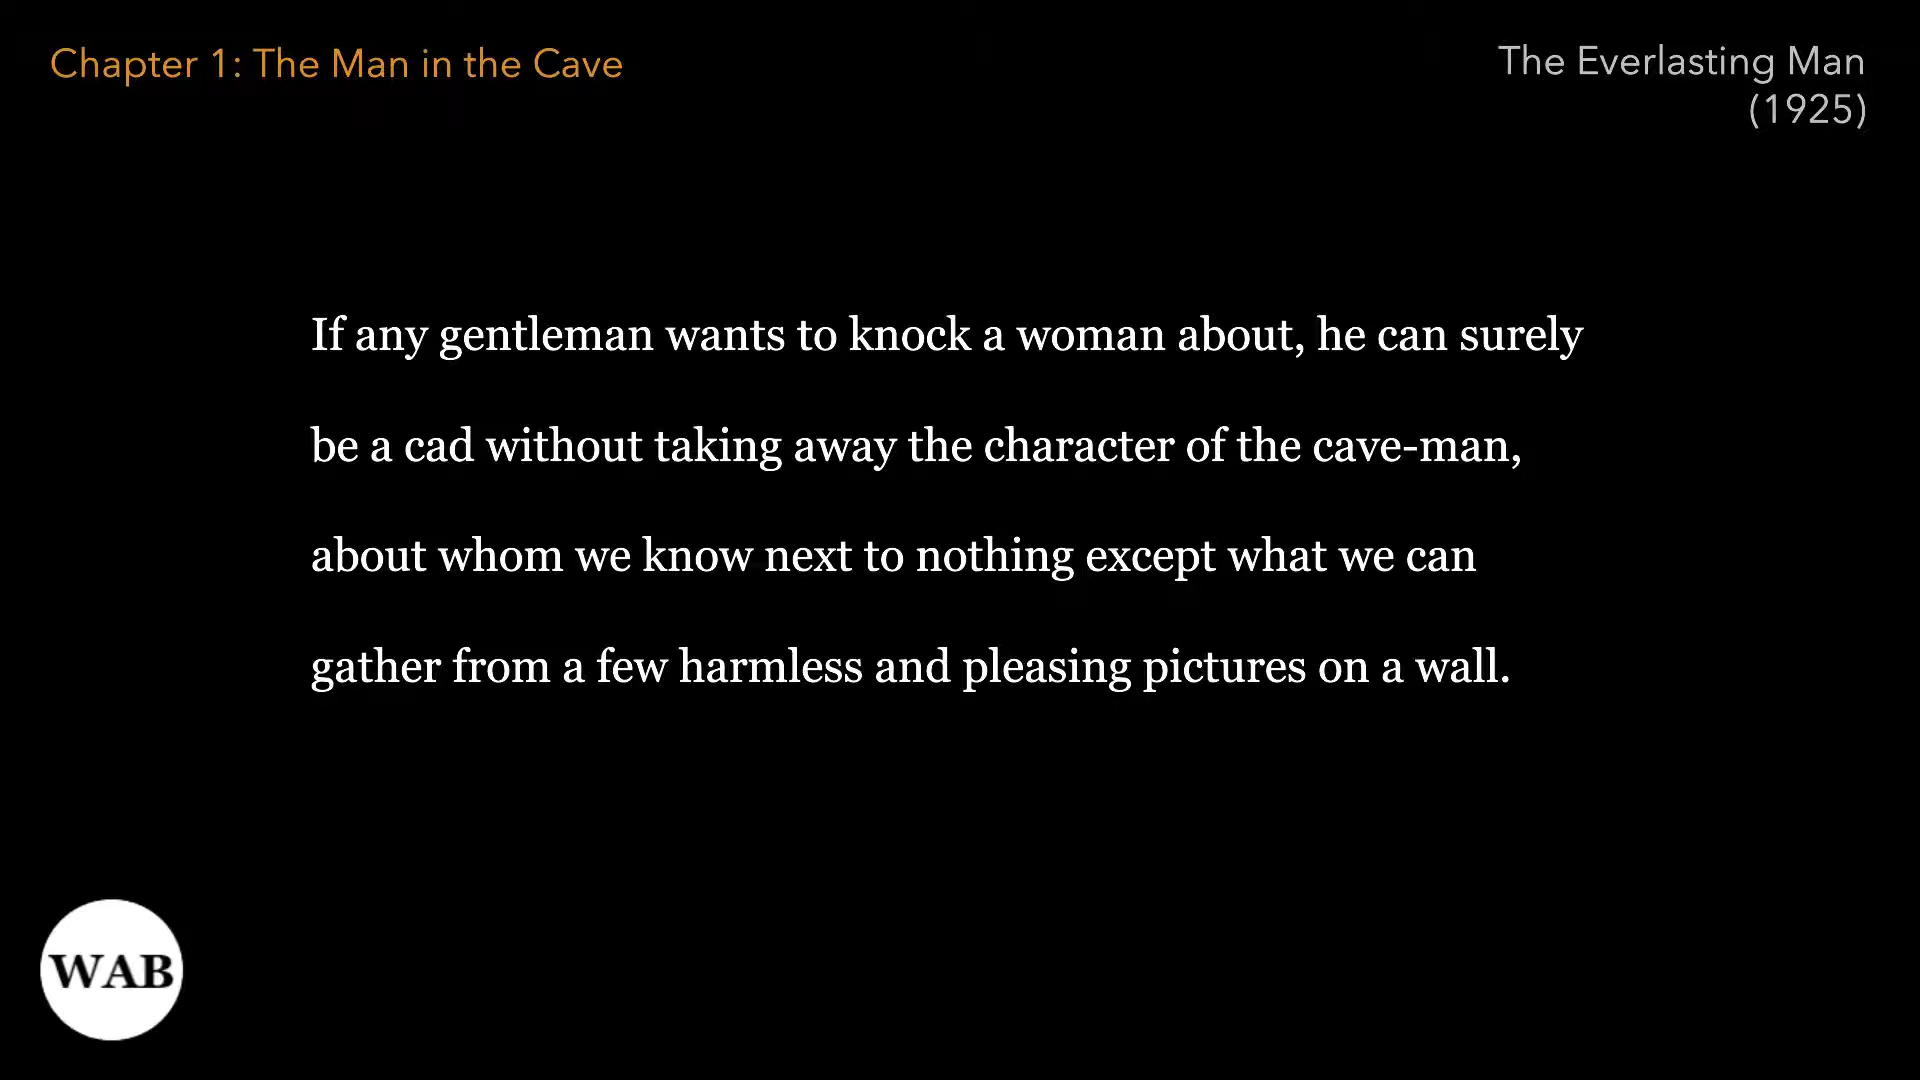 Chapter 1: The Man in the Cave
The Everlasting Man
(1925)
If any gentleman wants to knock a woman about, he can surely
be a cad without taking away the character of the cave-man,
about whom we know next to nothing except what we can
gather from a few harmless and pleasing pictures on a wall.
WAB